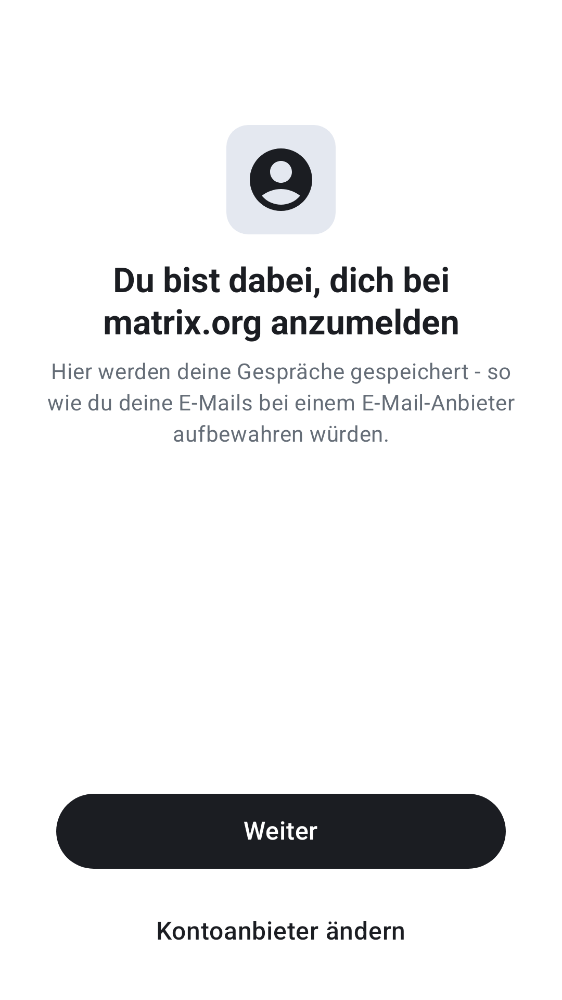 Du bist dabei, dich bei
matrix.org anzumelden
Hier werden deine Gespräche gespeichert - so
wie du deine E-Mails bei einem E-Mail-Anbieter
aufbewahren würden.
Weiter
Kontoanbieter ändern